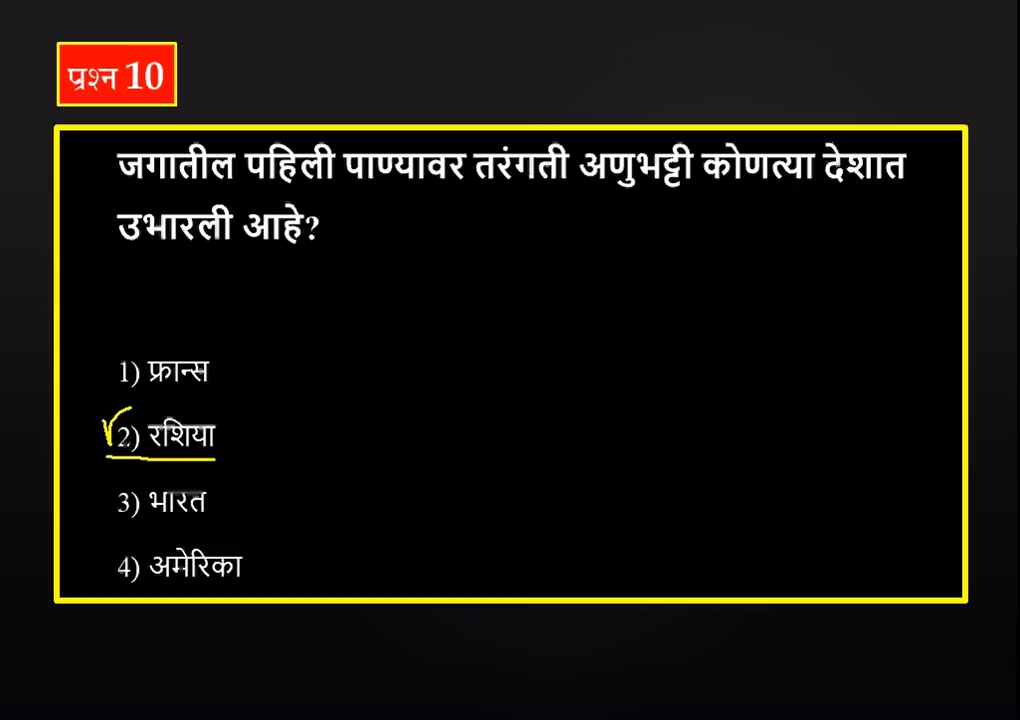 प्रश्न 10
जगातील पहिली पाण्यावर तरंगती अणुभट्टी कोणत्या देशात
उभारली आहे?
1) फ्रान्स
2) रशिया
3) भारत
4) अमेरिका